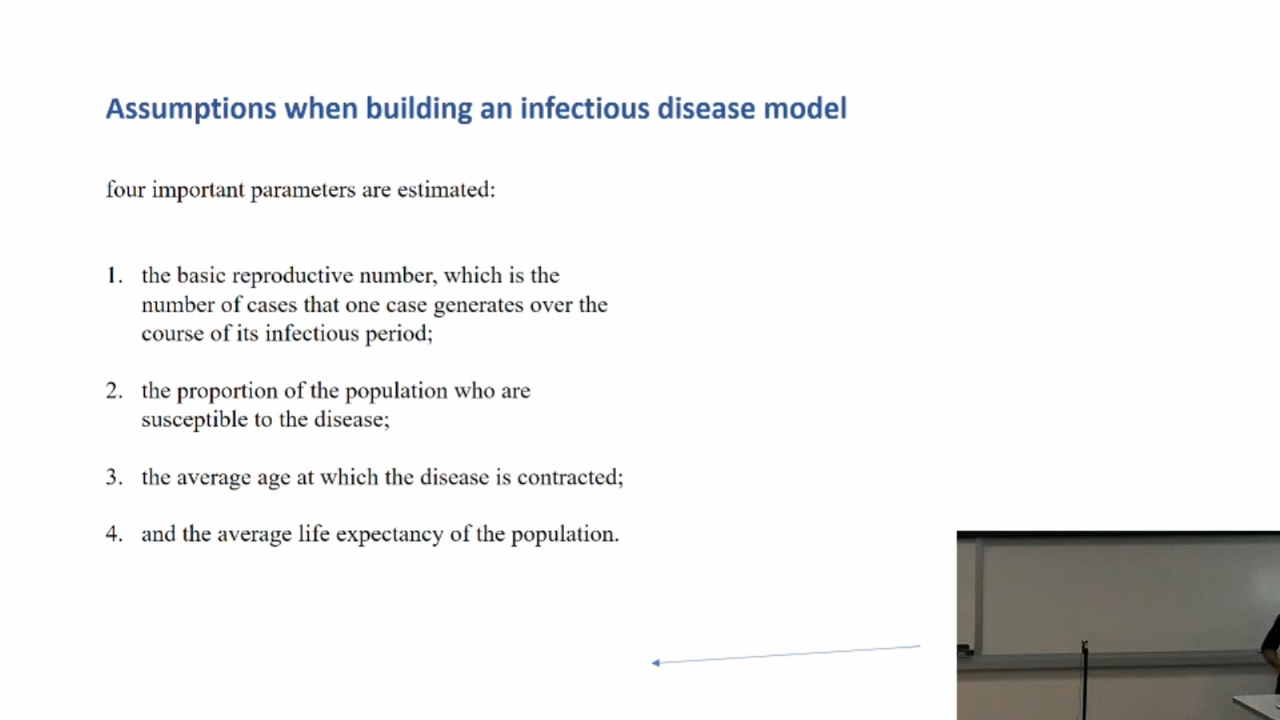 Assumptions when building an infectious disease model
four important parameters are estimated:
1. the basic reproductive number, which is the
number of cases that one case generates over the
course of its infectious period;
2. the proportion of the population who are
susceptible to the disease;
3. the average age at which the disease is contracted;
4. and the average life expectancy of the population.